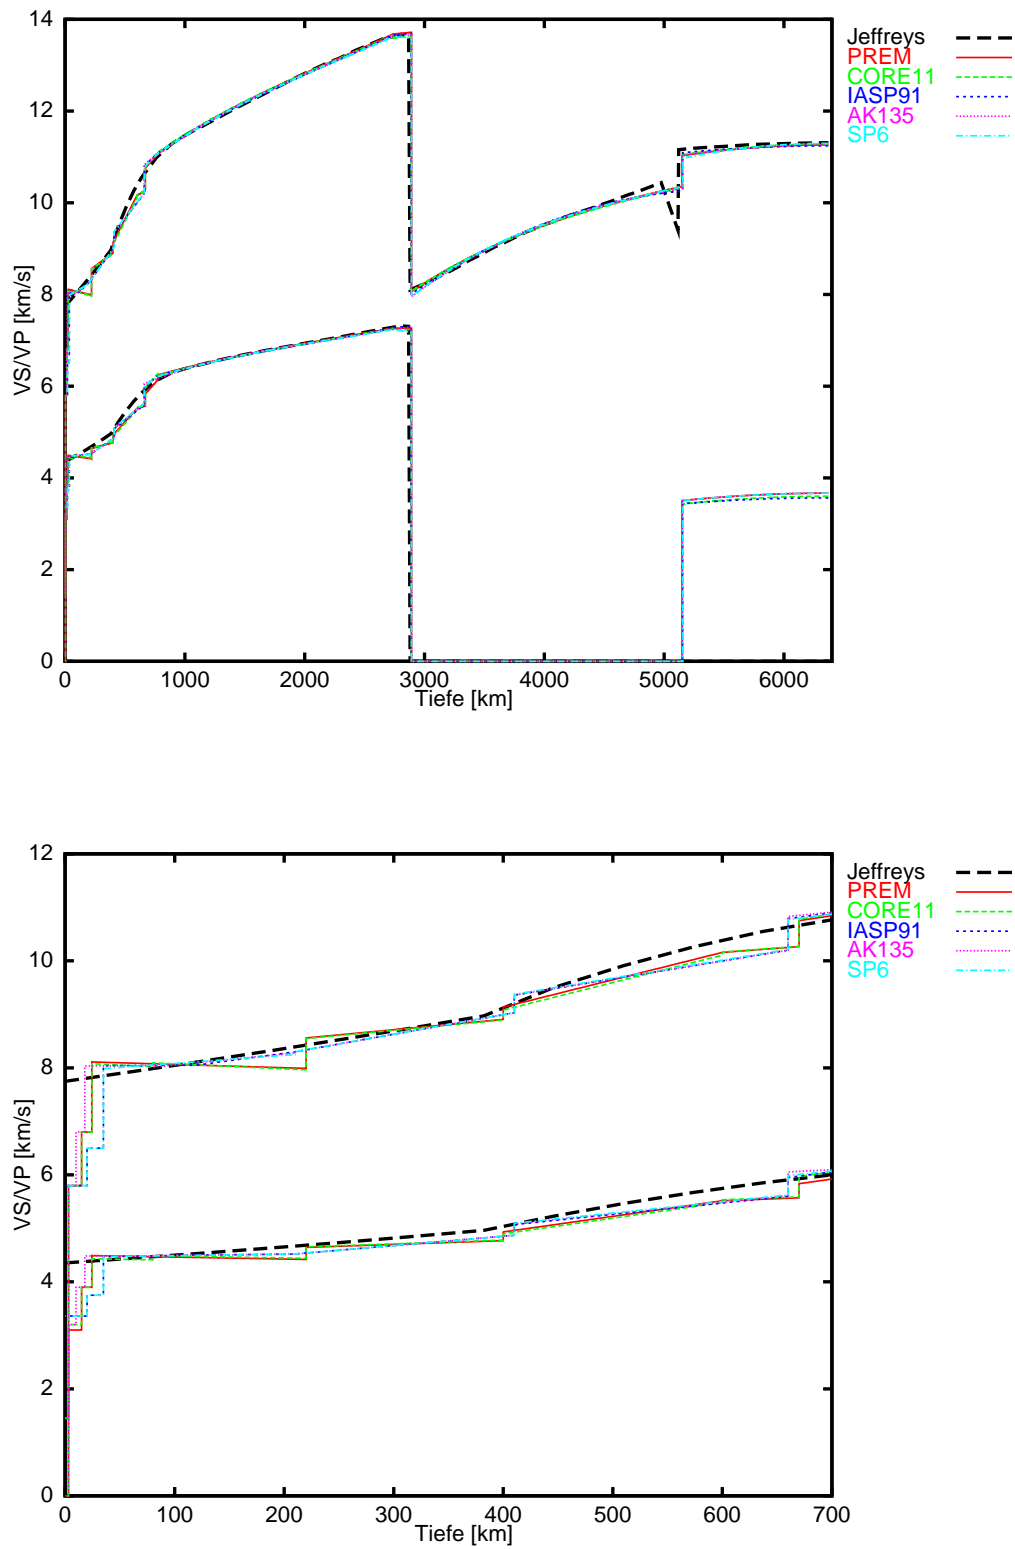 14
12
10
8
6
4
2
0
VS/VP [km/s]
0 1000 2000 3000 4000 5000 6000
Tiefe [km]
Jeffreys
PREM
CORE11
IASP91
AK135
SP6
12
10
8
6
4
2
0
VS/VP [km/s]
0 100 200 300 400 500 600 700
Tiefe [km]
Jeffreys
PREM
CORE11
IASP91
AK135
SP6